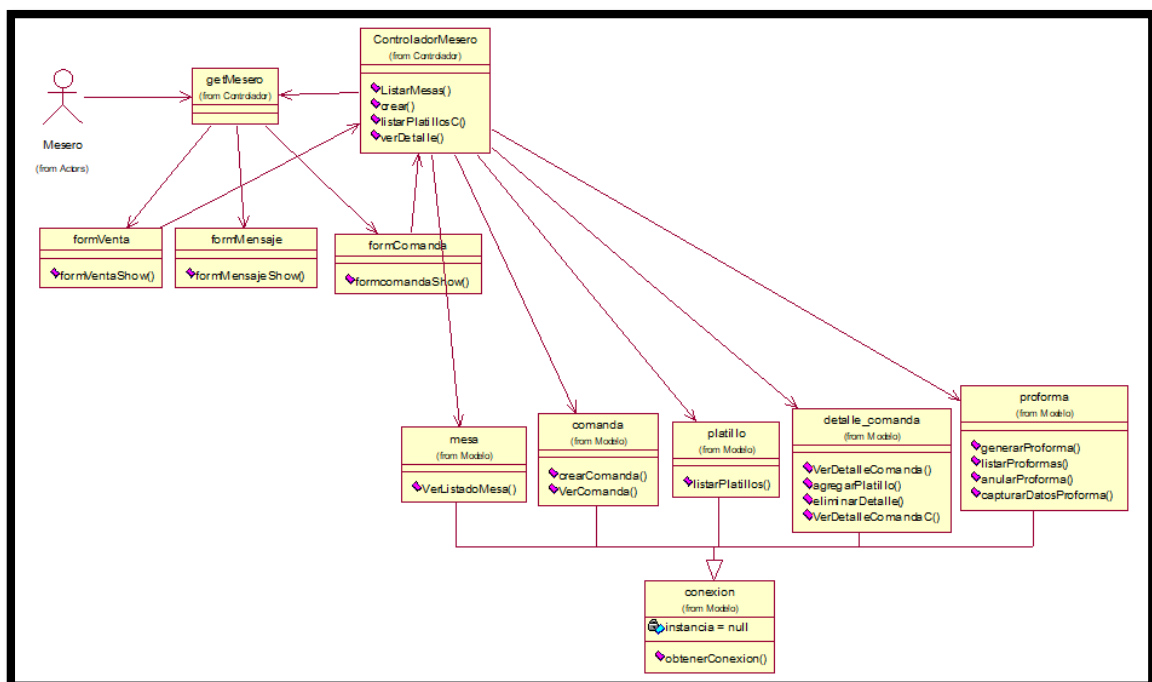 ControladorMesero
(from Controlador)
ListarMesas()
crear()
listarPlatillosC()
verDetalle()
getMesero
(from Controlador)
Mesero
(from Actors)
formVenta
formVentaShow()
formMensaje
formMensajeShow()
formComanda
formcomandaShow()
mesa
(from Modelo)
VerListadoMesa()
comanda
(from Modelo)
crearComanda()
VerComanda()
platillo
(from Modelo)
listarPlatillos()
detalle_comanda
(from Modelo)
VerDetalleComanda()
agregarPlatillo()
eliminarDetalle()
VerDetalleComandaC()
proforma
(from Modelo)
generarProforma()
listarProformas()
anularProforma()
capturarDatosProforma()
conexion
(from Modelo)
instancia = null
obtenerConexion()